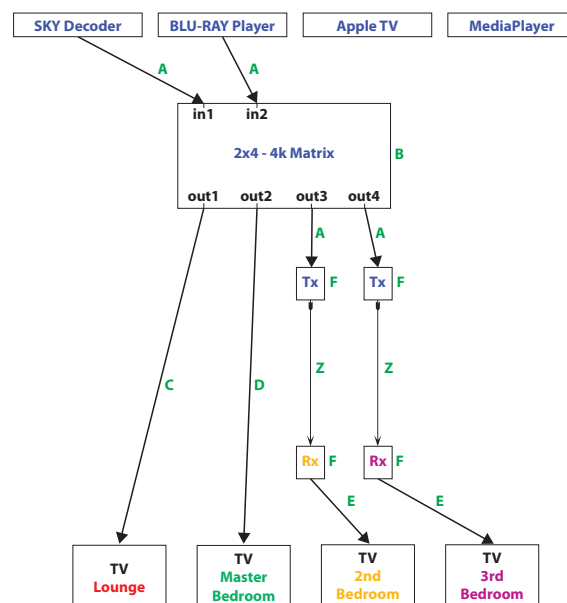 SKY Decoder
BLU-RAY Player
Apple TV
MediaPlayer
A
A
in1
in2
2x4 - 4k Matrix
B
out1
out2
out3
out4
A
A
Tx
F
Tx
F
C
D
Z
Z
Rx
F
Rx
F
E
E
TV
Lounge
TV
Master
Bedroom
TV
2nd
Bedroom
TV
3rd
Bedroom